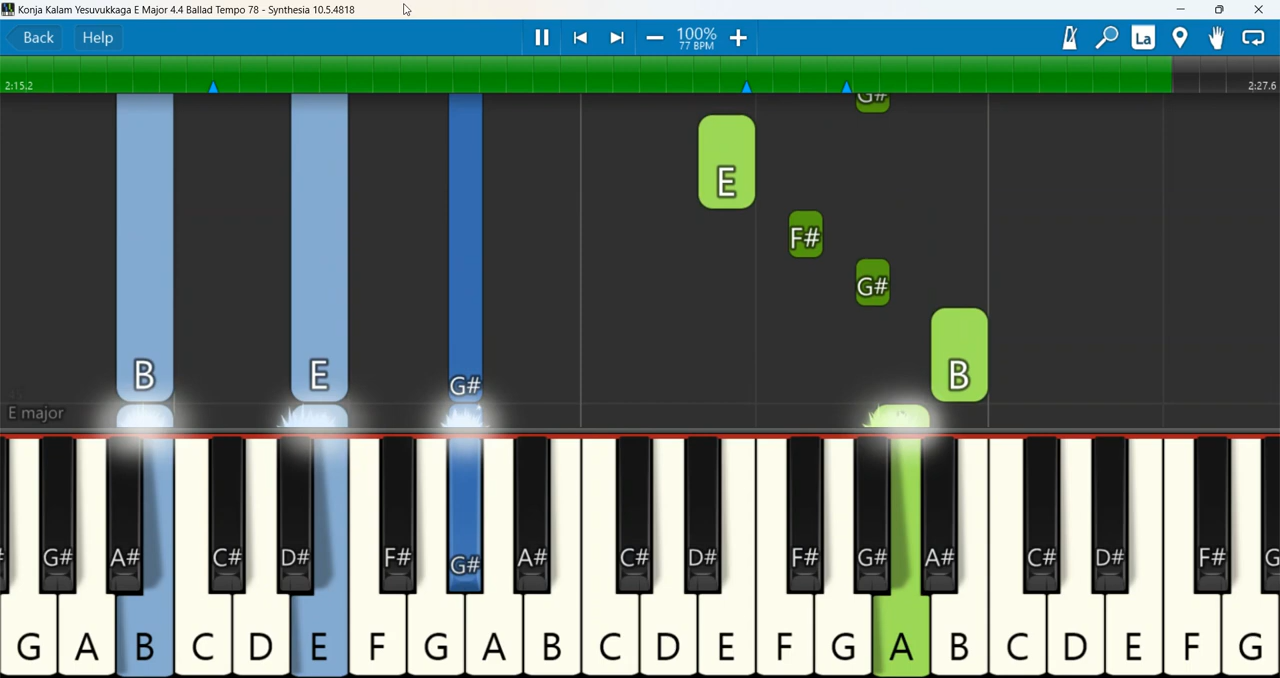 Konja Kalam Yesuvukkaga E Major 4.4 Ballad Tempo 78 - Synthesia 10.5.4818
Back Help 100% La
77 BPM
2:15.2 2:27.6
G#
E
F#
G#
B E G# B
E major
G# A# C# D# F# G# A# C# D# F# G# A# C# D# F# G
G A B C D E F G A B C D E F G A B C D E F G